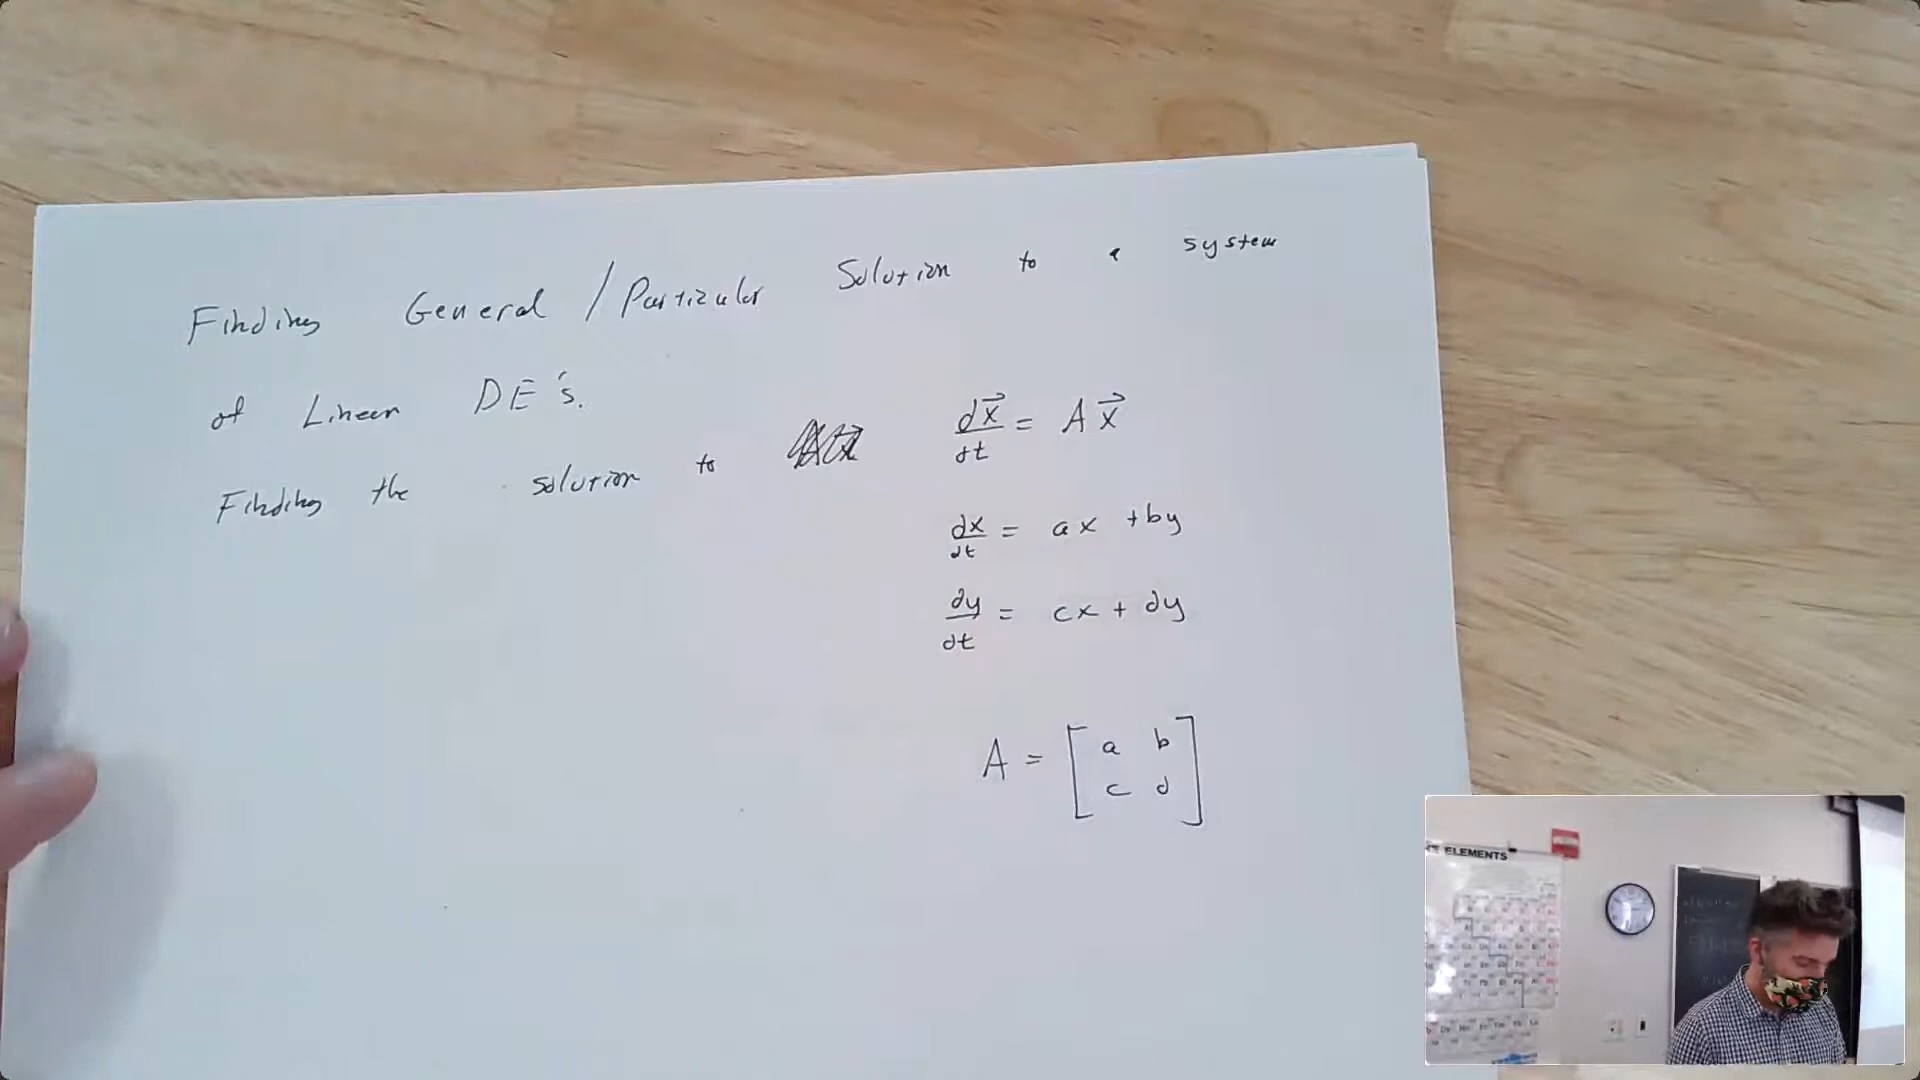 Finding General / Particular Solution to a system
of Linear DE's.
Finding the solution to dx⃗/dt = Ax⃗
dx/dt = ax + by
dy/dt = cx + dy
A = [a b
c d]
ELEMENTS